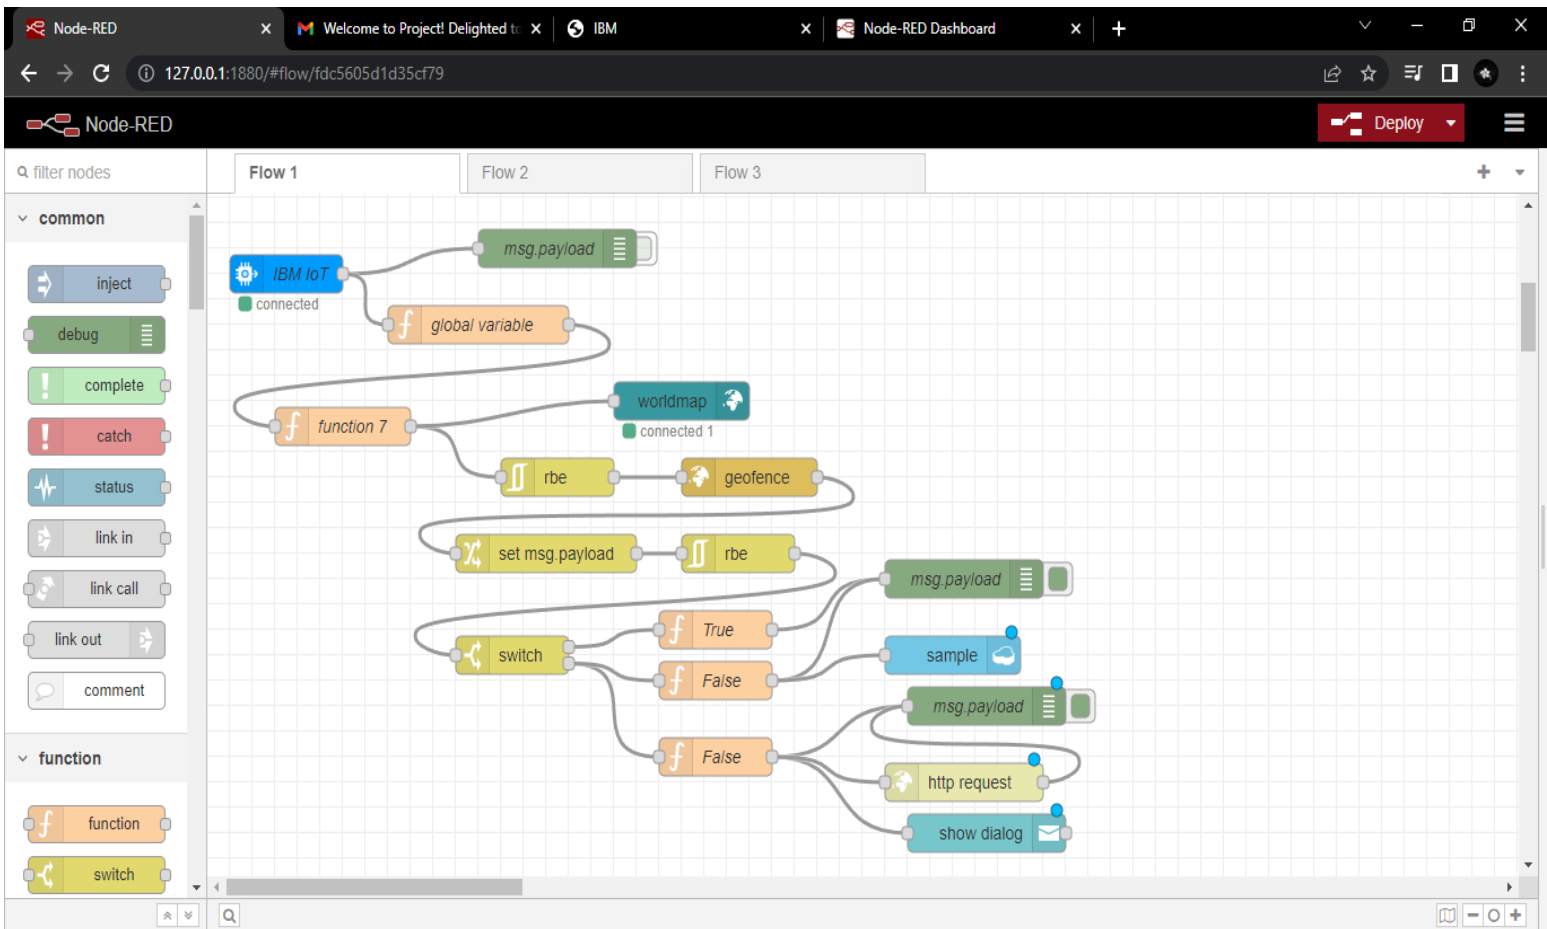 Node-RED
Welcome to Project! Delighted to
IBM
Node-RED Dashboard
127.0.0.1:1880/#flow/fdc5605d1d35cf79
Node-RED
Deploy
filter nodes
Flow 1
Flow 2
Flow 3
common
inject
debug
complete
catch
status
link in
link call
link out
comment
function
function
switch
msg.payload
IBM IoT
connected
global variable
worldmap
connected 1
function 7
rbe
geofence
set msg.payload
rbe
msg.payload
True
switch
sample
False
msg.payload
False
http request
show dialog